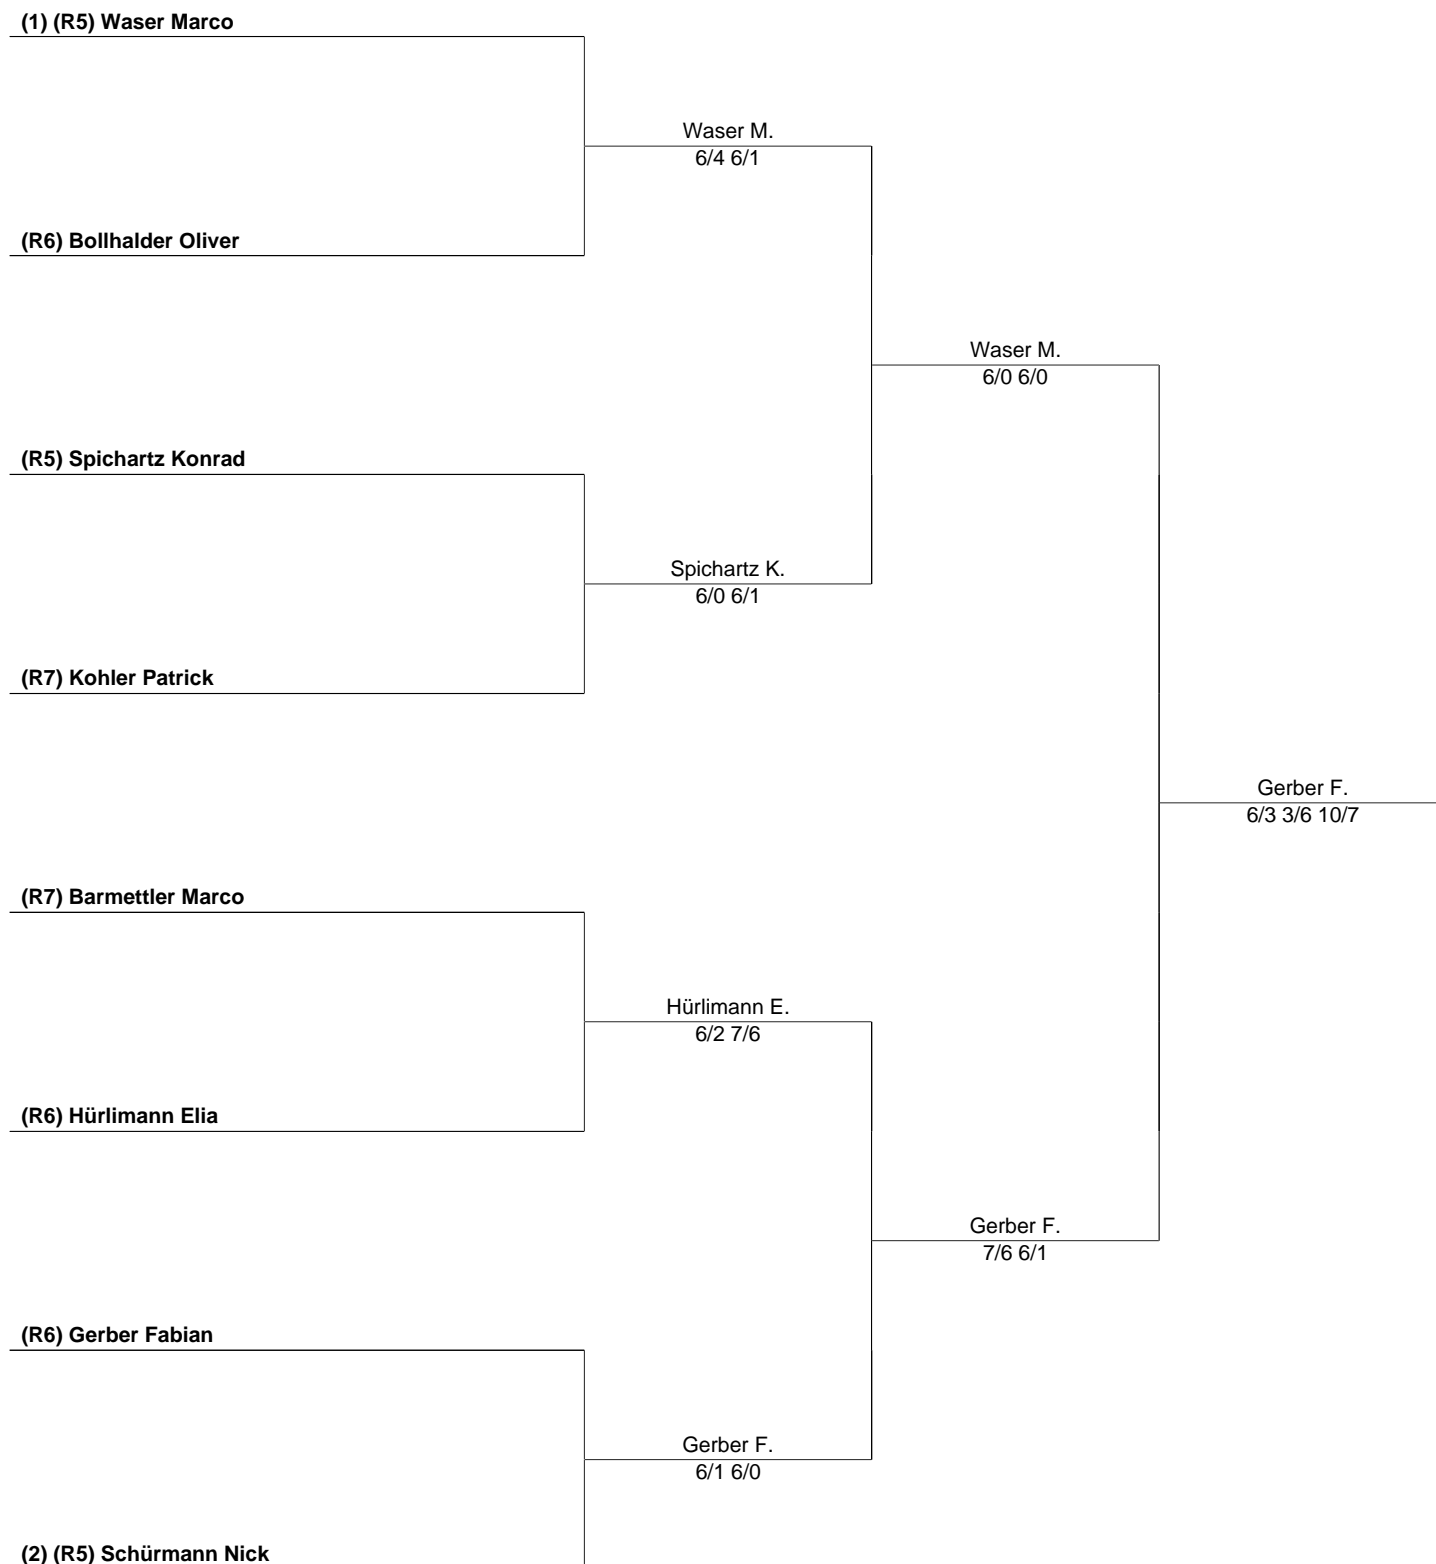 (1) (R5) Waser Marco
Waser M.
6/4 6/1
(R6) Bollhalder Oliver
Waser M.
6/0 6/0
(R5) Spichartz Konrad
Spichartz K.
6/0 6/1
(R7) Kohler Patrick
Gerber F.
6/3 3/6 10/7
(R7) Barmettler Marco
Hürlimann E.
6/2 7/6
(R6) Hürlimann Elia
Gerber F.
7/6 6/1
(R6) Gerber Fabian
Gerber F.
6/1 6/0
(2) (R5) Schürmann Nick